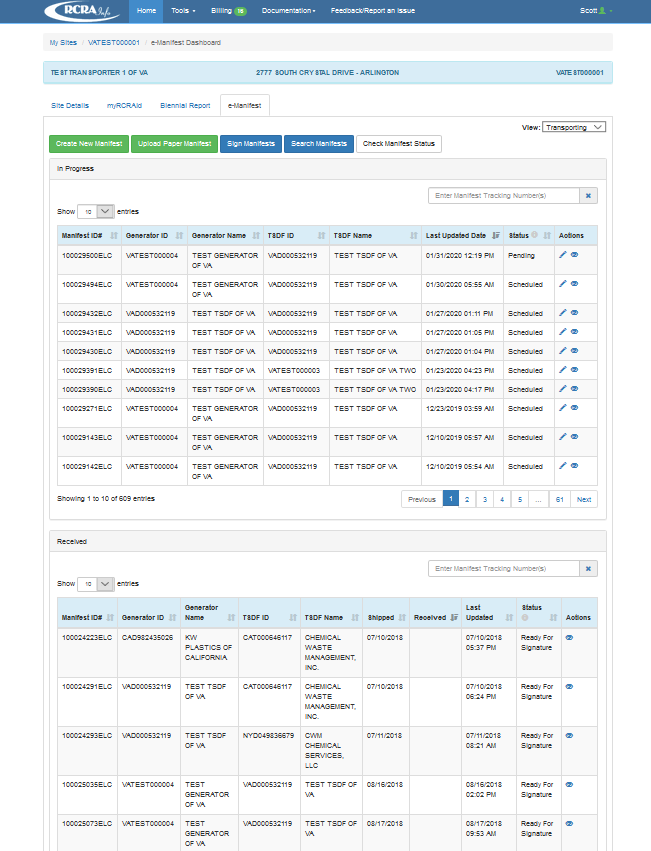 RCRAInfo Home Tools Billing 16 Documentation Feedback/Report an Issue Scott
My Sites / VATEST000001 / e-Manifest Dashboard
TEST TRANSPORTER 1 OF VA 2777 SOUTH CRYSTAL DRIVE - ARLINGTON VATEST000001
Site Details myRCRAid Biennial Report e-Manifest
View: Transporting
Create New Manifest Upload Paper Manifest Sign Manifests Search Manifests Check Manifest Status
In Progress
Enter Manifest Tracking Number(s)
Show 10 entries
Manifest ID# Generator ID Generator Name TSDF ID TSDF Name Last Updated Date Status Actions
100029500ELC VATEST000004 TEST GENERATOR VAD000532119 TEST TSDF OF VA 01/31/2020 12:19 PM Pending
OF VA
100029494ELC VATEST000004 TEST GENERATOR VAD000532119 TEST TSDF OF VA 01/30/2020 05:55 AM Scheduled
OF VA
100029432ELC VAD000532119 TEST TSDF OF VA VAD000532119 TEST TSDF OF VA 01/27/2020 01:11 PM Scheduled
100029431ELC VAD000532119 TEST TSDF OF VA VAD000532119 TEST TSDF OF VA 01/27/2020 01:05 PM Scheduled
100029430ELC VAD000532119 TEST TSDF OF VA VAD000532119 TEST TSDF OF VA 01/27/2020 01:04 PM Scheduled
100029391ELC VAD000532119 TEST TSDF OF VA VATEST000003 TEST TSDF OF VA TWO 01/23/2020 04:23 PM Scheduled
100029390ELC VAD000532119 TEST TSDF OF VA VATEST000003 TEST TSDF OF VA TWO 01/23/2020 04:17 PM Scheduled
100029271ELC VATEST000004 TEST GENERATOR VAD000532119 TEST TSDF OF VA 12/23/2019 03:59 AM Scheduled
OF VA
100029143ELC VATEST000004 TEST GENERATOR VAD000532119 TEST TSDF OF VA 12/10/2019 05:57 AM Scheduled
OF VA
100029142ELC VATEST000004 TEST GENERATOR VAD000532119 TEST TSDF OF VA 12/10/2019 05:54 AM Scheduled
OF VA
Showing 1 to 10 of 609 entries Previous 1 2 3 4 5 ... 61 Next
Received
Enter Manifest Tracking Number(s)
Show 10 entries
Generator Last Status
Manifest ID# Generator ID Name TSDF ID TSDF Name Shipped Received Updated Actions
100024223ELC CAD982435026 KW CAT000646117 CHEMICAL 07/10/2018 07/10/2018 Ready For
PLASTICS OF WASTE 05:37 PM Signature
CALIFORNIA MANAGEMENT,
INC.
100024291ELC VAD000532119 TEST TSDF CAT000646117 CHEMICAL 07/10/2018 07/10/2018 Ready For
OF VA WASTE 06:24 PM Signature
MANAGEMENT,
INC.
100024293ELC VAD000532119 TEST TSDF NYD049836679 CWM 07/11/2018 07/11/2018 Ready For
OF VA CHEMICAL 08:21 AM Signature
SERVICES,
LLC
100025035ELC VATEST000004 TEST VAD000532119 TEST TSDF OF 08/16/2018 08/16/2018 Ready For
GENERATOR VA 02:02 PM Signature
OF VA
100025073ELC VATEST000004 TEST VAD000532119 TEST TSDF OF 08/17/2018 08/17/2018 Ready For
GENERATOR VA 09:53 AM Signature
OF VA